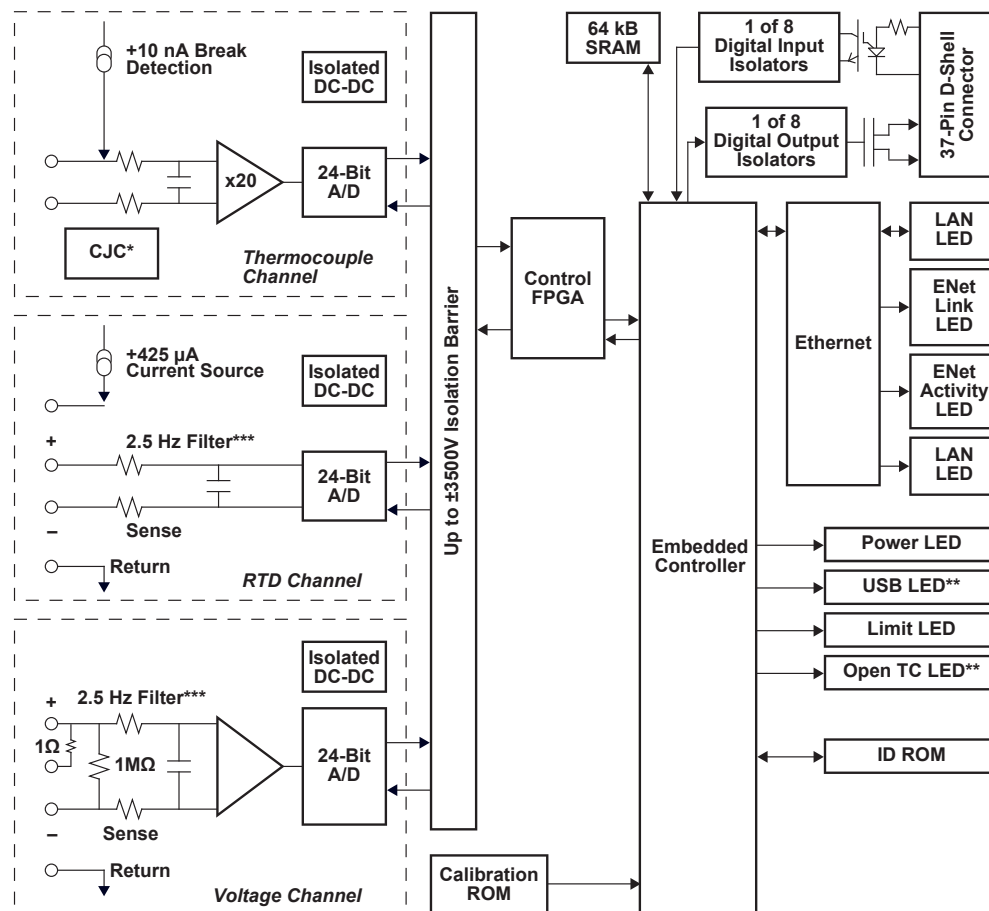 +10 nA Break
Detection
Isolated
DC-DC
x20
24-Bit
A/D
CJC*
Thermocouple
Channel
+425 µA
Current Source
Isolated
DC-DC
+
2.5 Hz Filter***
24-Bit
A/D
–
Sense
Return
RTD Channel
Isolated
DC-DC
+
2.5 Hz Filter***
1Ω
1MΩ
24-Bit
A/D
–
Sense
Return
Voltage Channel
Up to ±3500V Isolation Barrier
Control
FPGA
Calibration
ROM
64 kB
SRAM
1 of 8
Digital Input
Isolators
1 of 8
Digital Output
Isolators
37-Pin D-Shell
Connector
Embedded
Controller
Ethernet
LAN
LED
ENet
Link
LED
ENet
Activity
LED
LAN
LED
Power LED
USB LED**
Limit LED
Open TC LED**
ID ROM